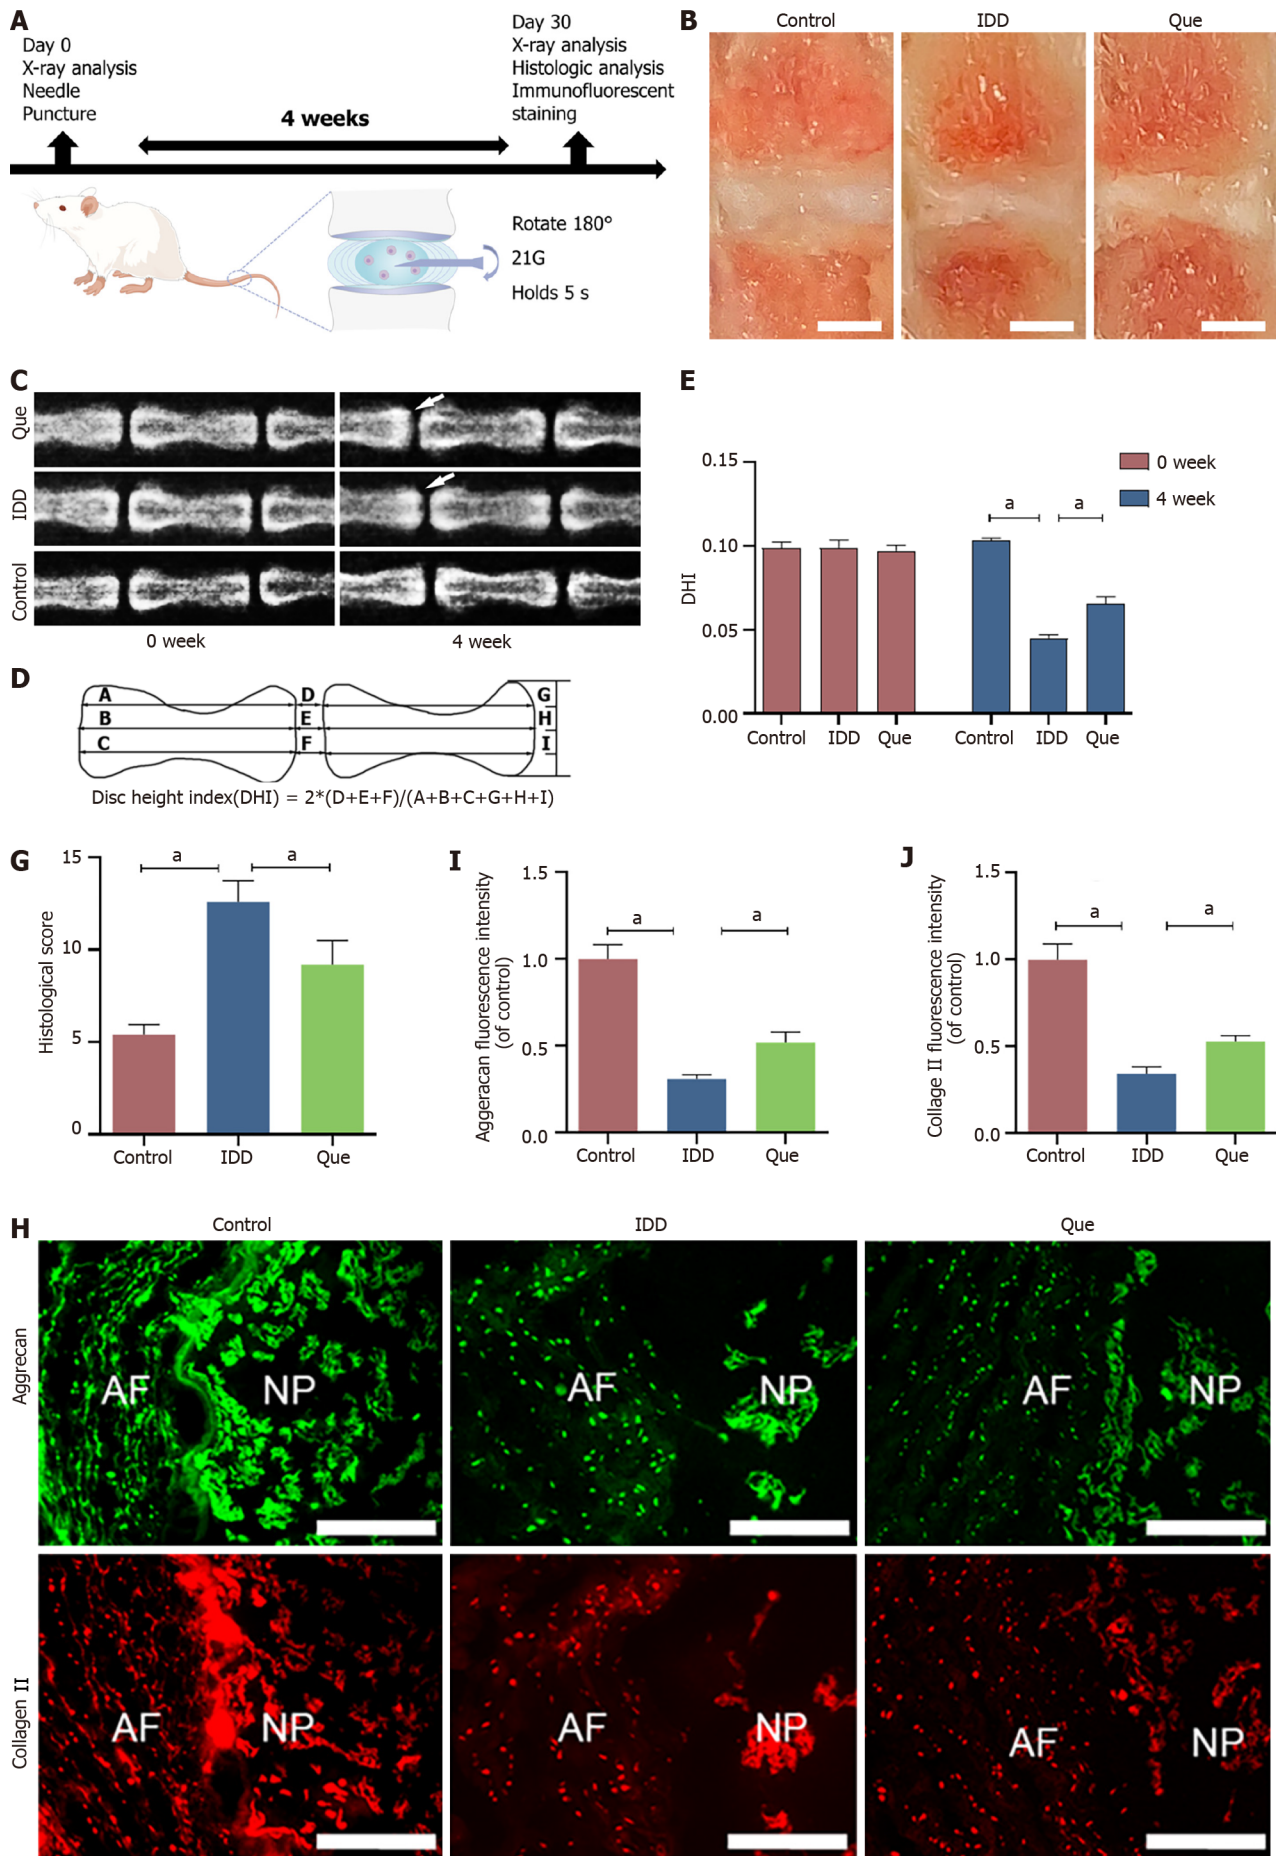 A
Day 0
X-ray analysis
Needle
Puncture
4 weeks
Day 30
X-ray analysis
Histologic analysis
Immunofluorescent
staining
Rotate 180°
21G
Holds 5 s
B
Control
IDD
Que
C
Que
IDD
Control
0 week
4 week
D
A
B
C
D
E
F
G
H
I
Disc height index(DHI) = 2*(D+E+F)/(A+B+C+G+H+I)
E
DHI
0.15
0.10
0.05
0.00
0 week
4 week
a
a
Control
IDD
Que
Control
IDD
Que
G
Histological score
15
10
5
0
a
a
Control
IDD
Que
I
Aggeracan fluorescence intensity
(of control)
1.5
1.0
0.5
0.0
a
a
Control
IDD
Que
J
Collage II fluorescence intensity
(of control)
1.5
1.0
0.5
0.0
a
a
Control
IDD
Que
H
Control
IDD
Que
Aggrecan
AF
NP
AF
NP
AF
NP
Collagen II
AF
NP
AF
NP
AF
NP